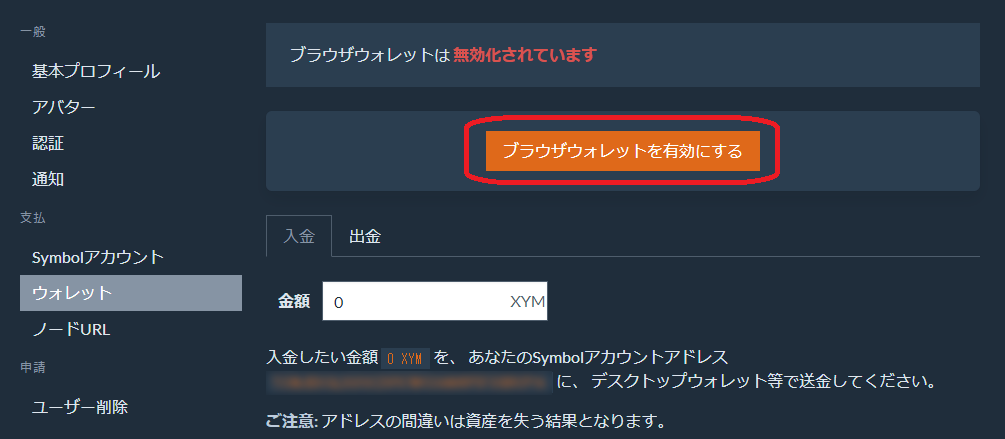 一般
基本プロフィール
アバター
認証
通知
支払
Symbolアカウント
ウォレット
ノードURL
申請
ユーザー削除
ブラウザウォレットは 無効化されています
ブラウザウォレットを有効にする
入金 出金
金額 0 XYM
入金したい金額 0 XYM を、あなたのSymbolアカウントアドレス
に、デスクトップウォレット等で送金してください。
ご注意: アドレスの間違いは資産を失う結果となります。